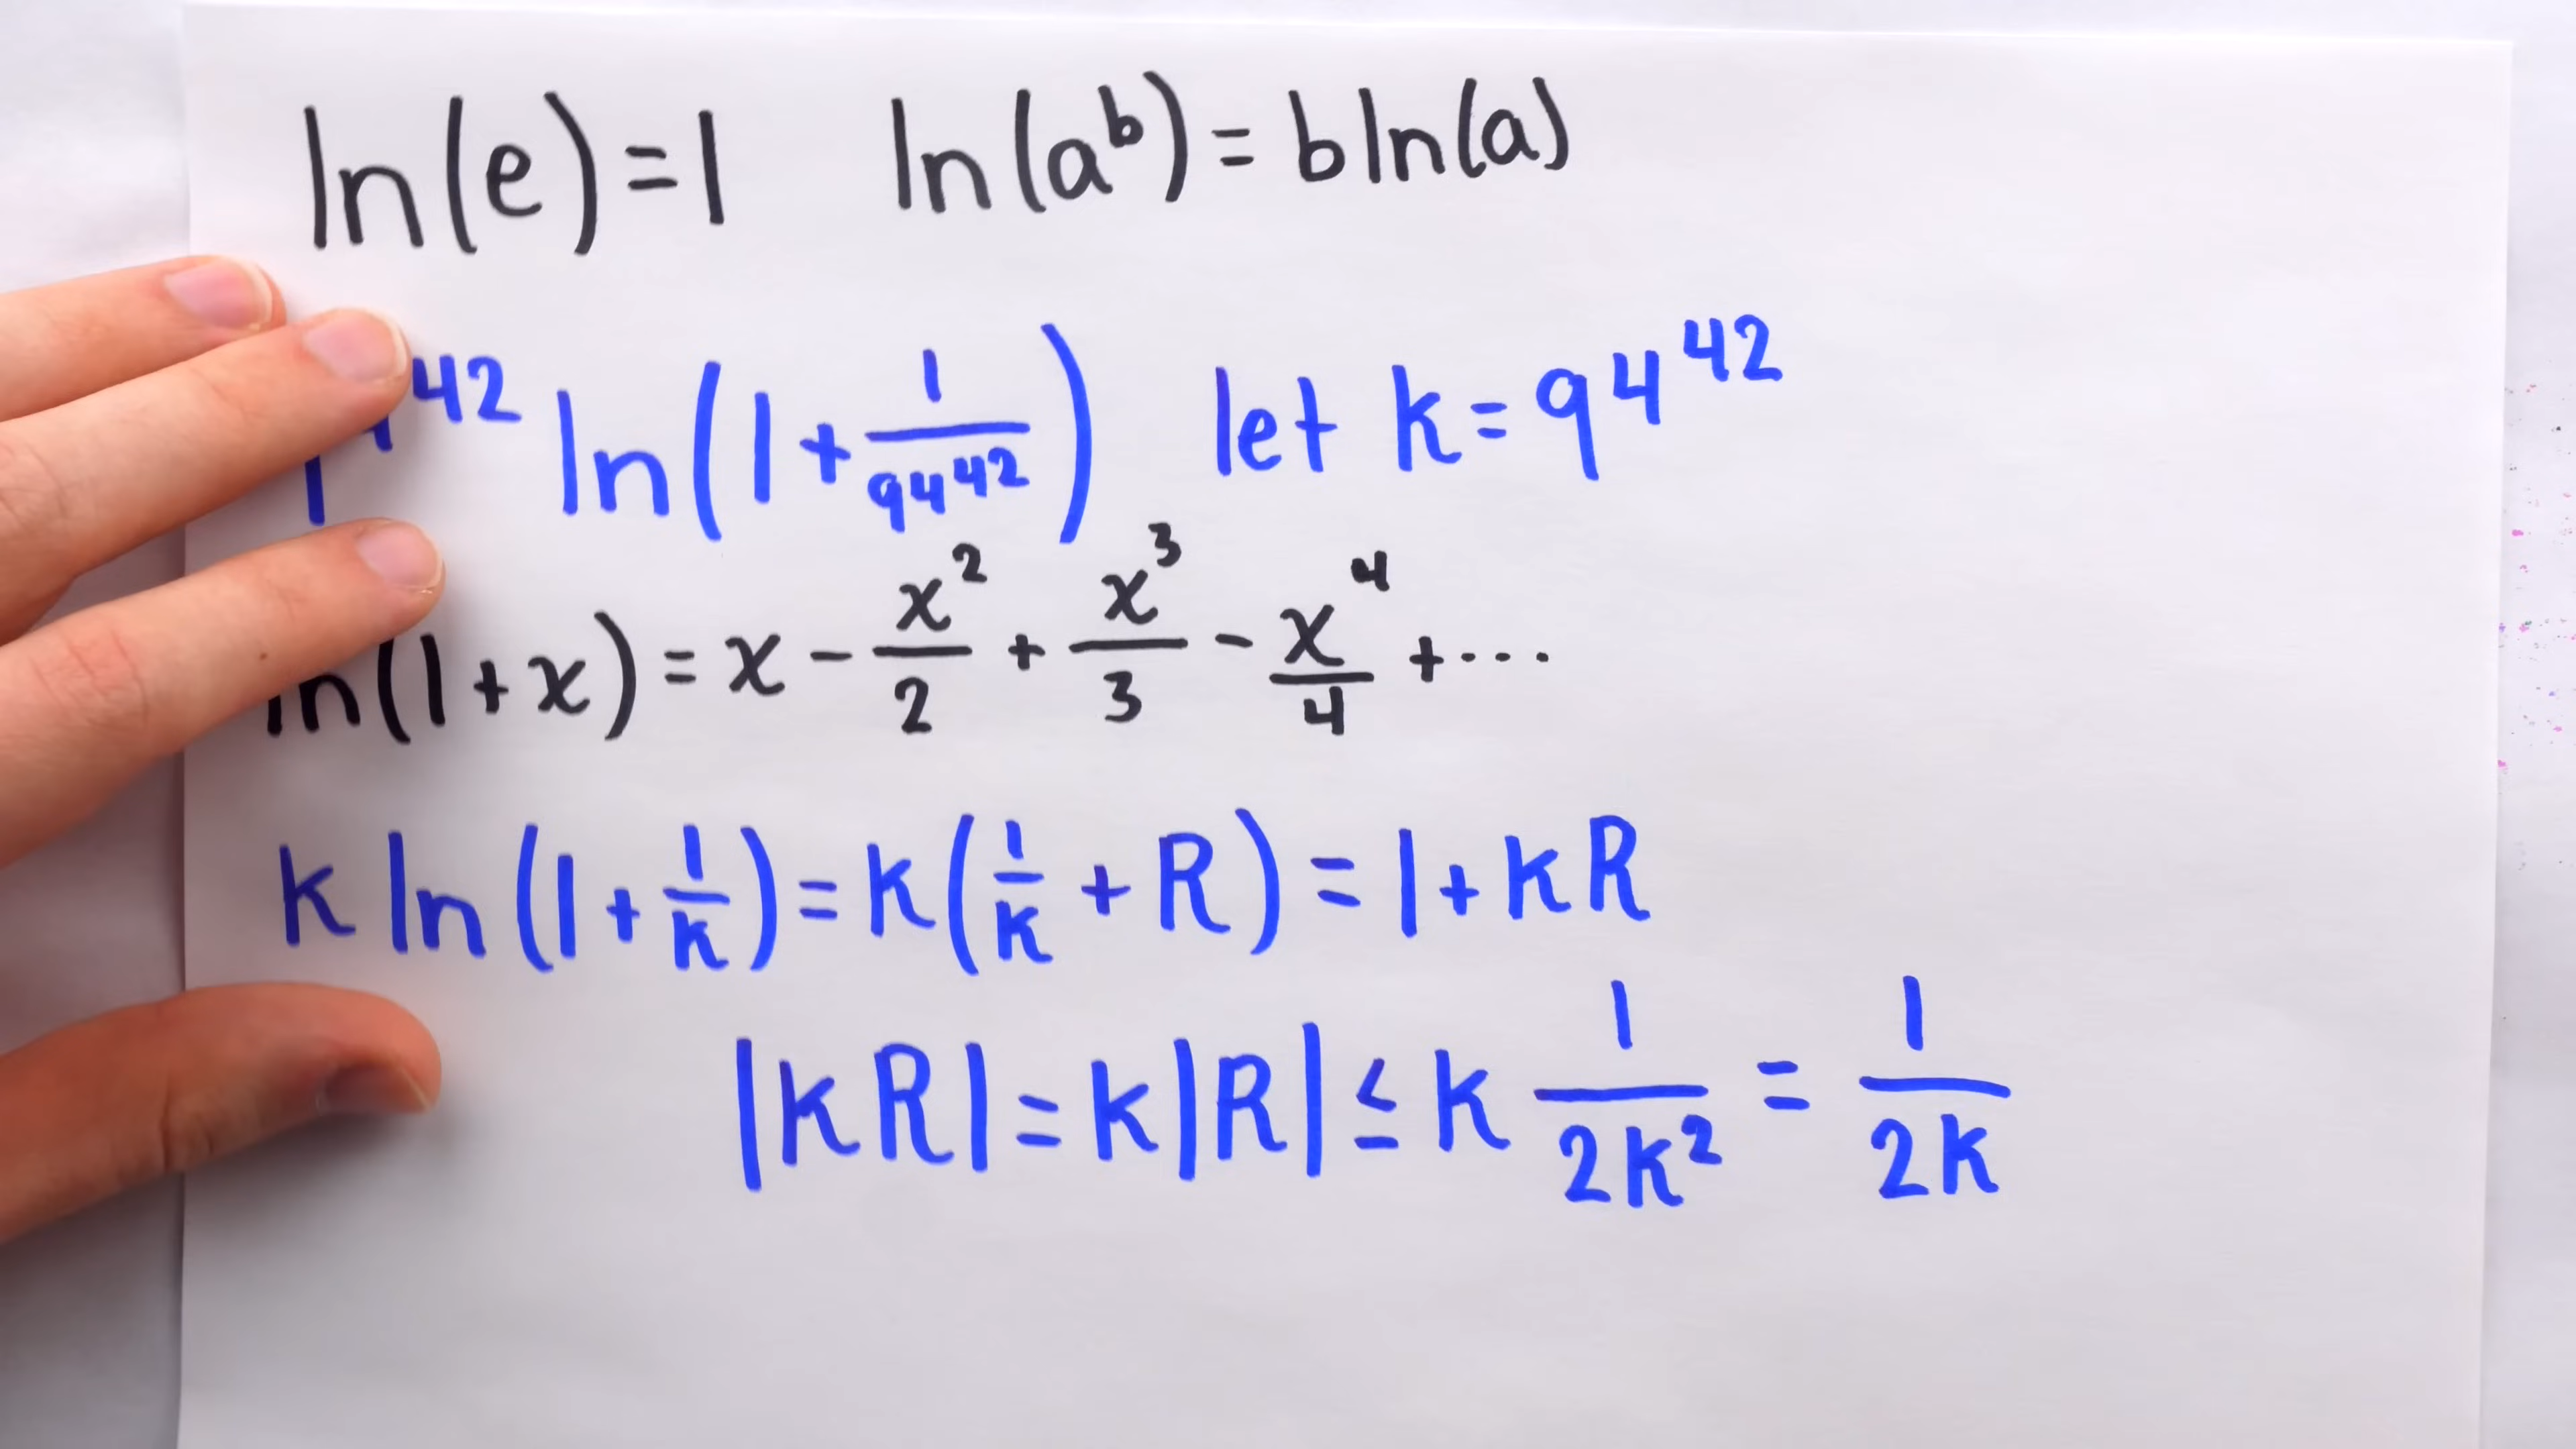 ln(e)=1 ln(a^b)=bln(a)
^42 ln(1+1/94^42) let k=94^42
ln(1+x)=x-x^2/2+x^3/3-x^4/4+...
k ln(1+1/k)=k(1/k+R)=1+kR
|kR|=k|R|≤k 1/2k^2=1/2k